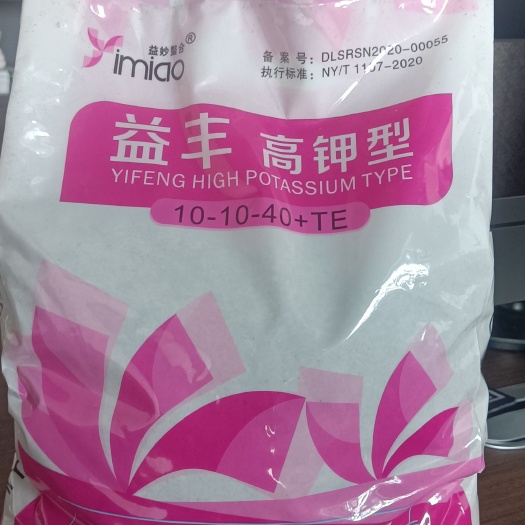 益妙螯合®
Yimiao
备案号: DLSRSN2020-00055
执行标准: NY/T 1107-2020
益丰 高钾型
YIFENG HIGH POTASSIUM TYPE
10-10-40+TE